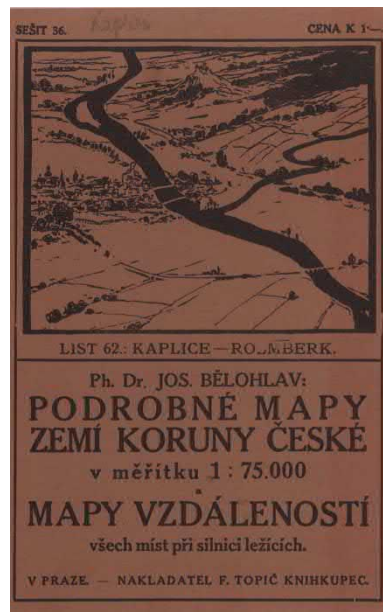 SEŠIT 36.
Kaplice
CENA K 1·—
LIST 62.: KAPLICE—ROŽMBERK.
Ph. Dr. JOS. BĚLOHLAV:
PODROBNÉ MAPY
ZEMÍ KORUNY ČESKÉ
v měřítku 1 : 75.000
a
MAPY VZDÁLENOSTÍ
všech míst při silnici ležících.
V PRAZE. — NAKLADATEL F. TOPIČ KNIHKUPEC.